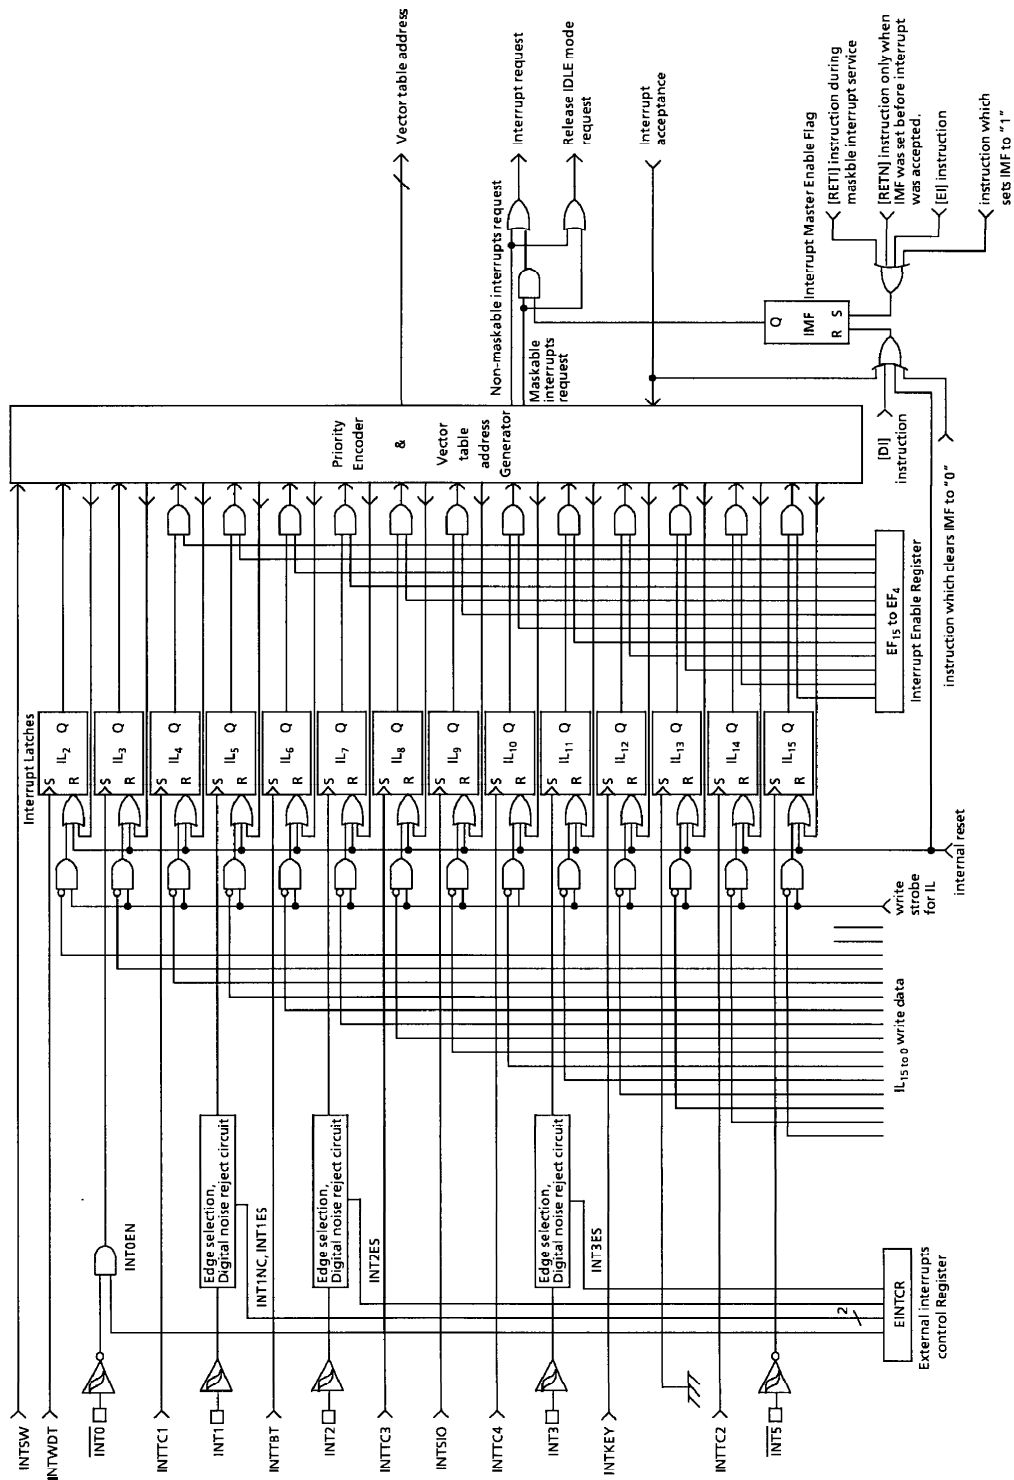 INTSW
INTWDT
INT0
INTTC1
INT1
INTTBT
INT2
INTTC3
INTSIO
INTTC4
INT3
INTKEY
INTTC2
INT5
INT0EN
Edge selection,
Digital noise reject circuit
INT1NC, INT1ES
Edge selection,
Digital noise reject circuit
INT2ES
Edge selection,
Digital noise reject circuit
INT3ES
2
EINTCR
External interrupts
control Register
IL15 to 0 write data
write
strobe
for IL
internal reset
Interrupt Latches
S IL2 Q
R
S IL3 Q
R
S IL4 Q
R
S IL5 Q
R
S IL6 Q
R
S IL7 Q
R
S IL8 Q
R
S IL9 Q
R
S IL10 Q
R
S IL11 Q
R
S IL12 Q
R
S IL13 Q
R
S IL14 Q
R
S IL15 Q
R
EF15 to EF4
Interrupt Enable Register
Priority
Encoder
&
Vector
table
address
Generator
[DI]
instruction
instruction which clears IMF to "0"
Vector table address
Non-maskable interrupts request
Maskable
interrupts
request
Interrupt request
Release IDLE mode
request
Interrupt
acceptance
Interrupt Master Enable Flag
Q
IMF
R S
[RETI] instruction during
maskble interrupt service
[RETN] instruction only when
IMF was set before interrupt
was accepted.
[EI] instruction
instruction which
sets IMF to "1"